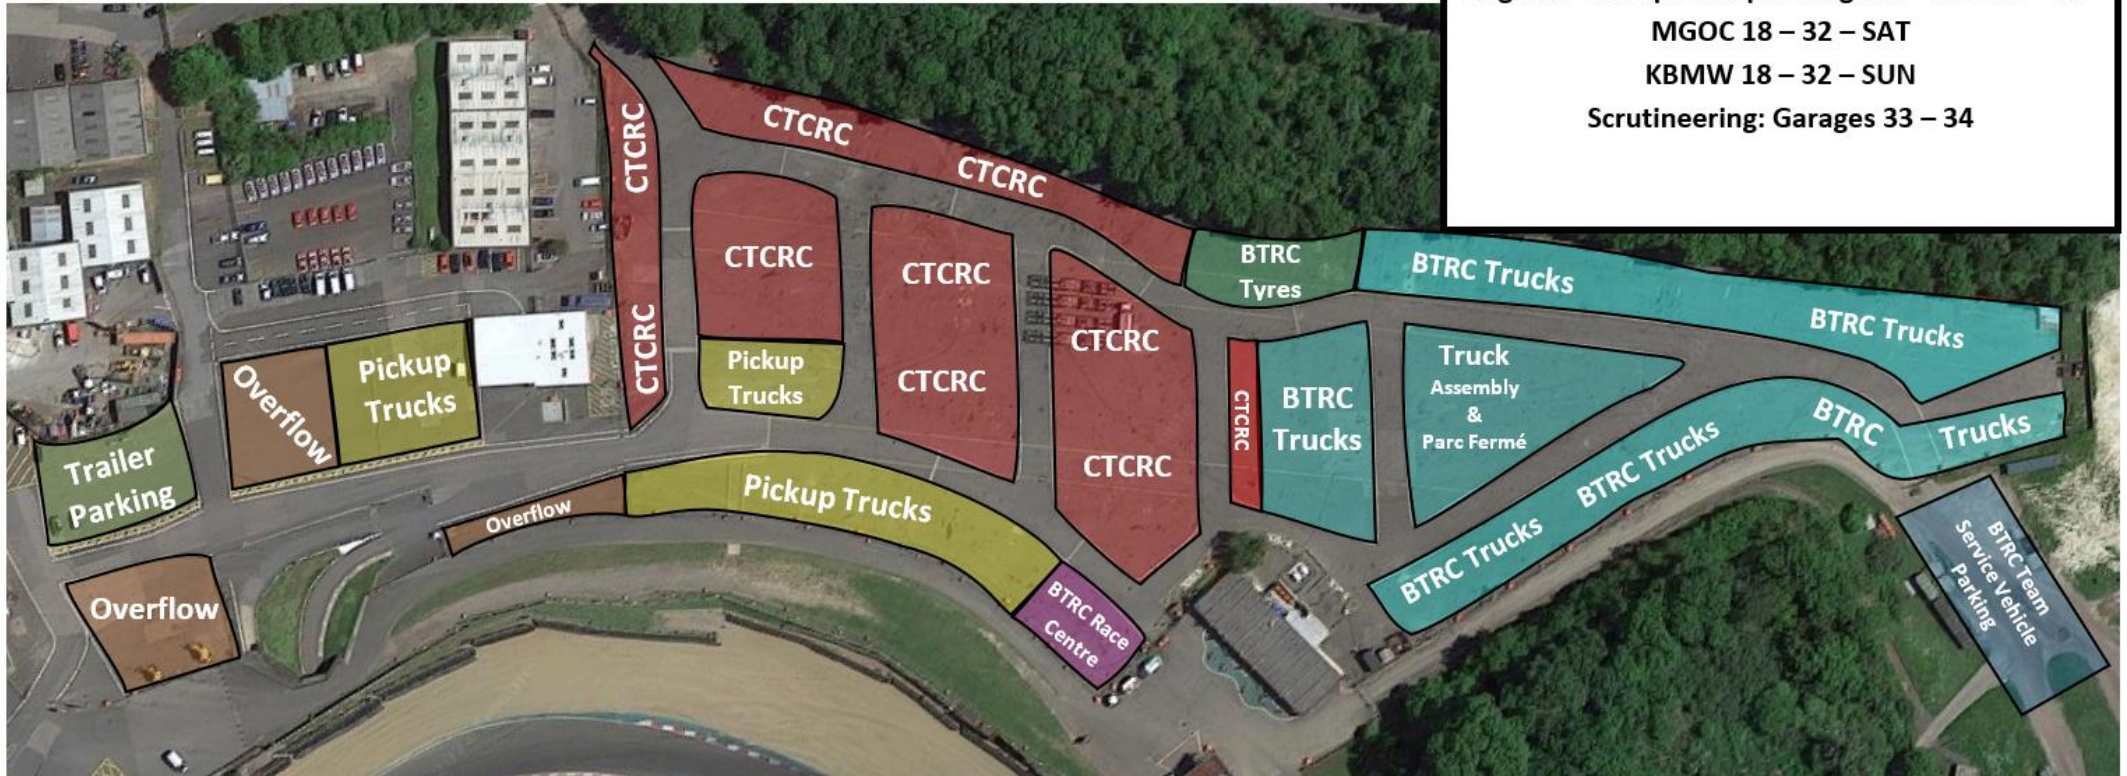 MGOC 18 – 32 – SAT
KBMW 18 – 32 – SUN
Scrutineering: Garages 33 – 34
CTCRC
CTCRC
CTCRC
CTCRC
CTCRC
CTCRC
CTCRC
CTCRC
CTCRC
CTCRC
CTCRC
BTRC
Tyres
BTRC Trucks
BTRC Trucks
Pickup
Trucks
Overflow
Pickup
Trucks
BTRC
Trucks
Truck
Assembly
&
Parc Fermé
BTRC Trucks
BTRC Trucks
BTRC
Trucks
Trailer
Parking
Overflow
Pickup Trucks
Overflow
BTRC Race
Centre
BTRC Team
Service Vehicle
Parking